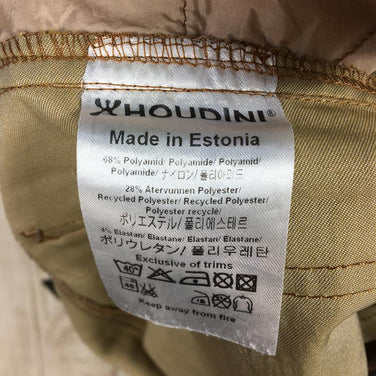 HOUDINI®
Made in Estonia
68% Polyamid/ Polyamide/ Polyamid/
Polyamide/ ナイロン/ 폴리아미드
28% Återvunnen Polyester/
Recycled Polyester/ Recycled Polyester/
Polyester recycle/
ポリエステル/ 폴리에스테르
4% Elastan/ Elastane/ Elastan/ Elastane/
ポリウレタン/ 폴리우레탄
Exclusive of trims
40°
Keep away from fire